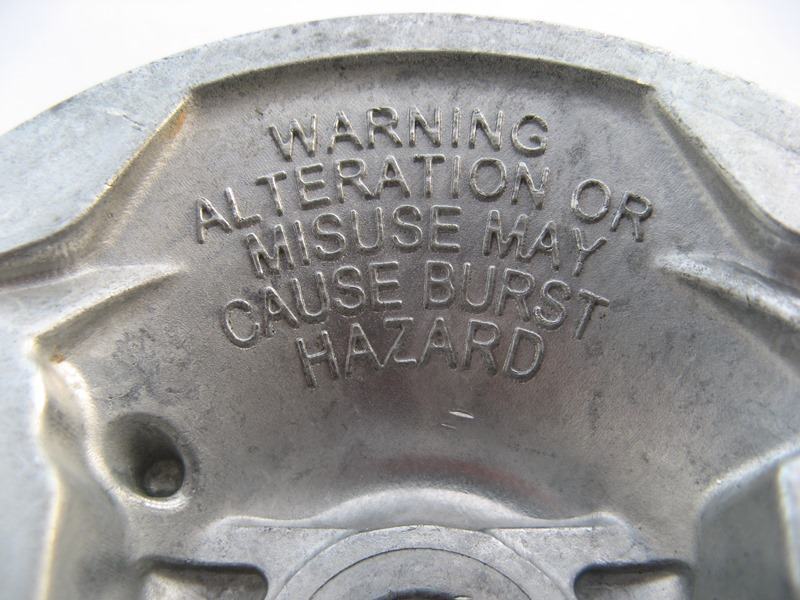 WARNING
ALTERATION OR
MISUSE MAY
CAUSE BURST
HAZARD